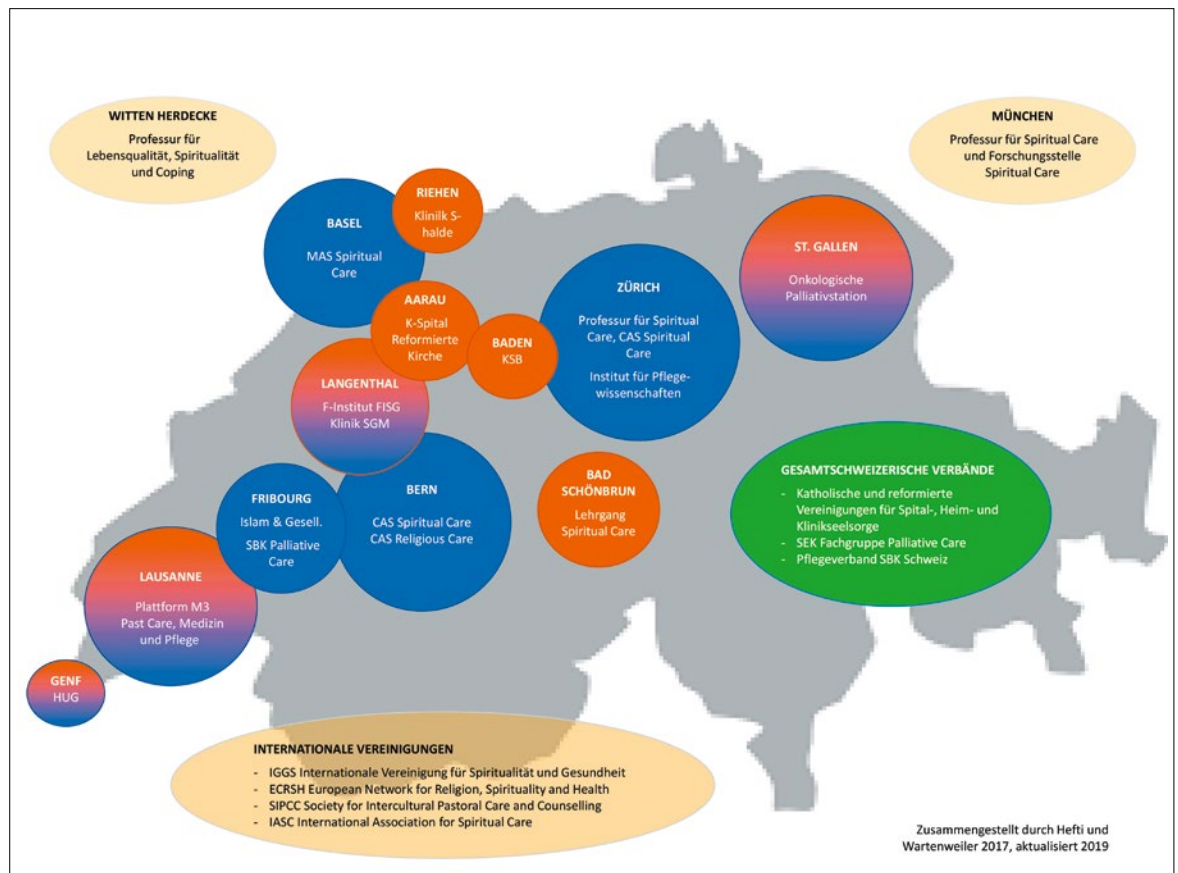 WITTEN HERDECKE
Professur für
Lebensqualität, Spiritualität
und Coping
MÜNCHEN
Professur für Spiritual Care
und Forschungsstelle
Spiritual Care
RIEHEN
Klinilk S-
halde
BASEL
MAS Spiritual
Care
ST. GALLEN
Onkologische
Palliativstation
AARAU
K-Spital
Reformierte
Kirche
BADEN
KSB
ZÜRICH
Professur für Spiritual
Care, CAS Spiritual
Care
Institut für Pflege-
wissenschaften
LANGENTHAL
F-Institut FISG
Klinik SGM
FRIBOURG
Islam & Gesell.
SBK Palliative
Care
BERN
CAS Spiritual Care
CAS Religious Care
BAD
SCHÖNBRUN
Lehrgang
Spiritual Care
GESAMTSCHWEIZERISCHE VERBÄNDE
- Katholische und reformierte
Vereinigungen für Spital-, Heim- und
Klinikseelsorge
- SEK Fachgruppe Palliative Care
- Pflegeverband SBK Schweiz
LAUSANNE
Plattform M3
Past Care, Medizin
und Pflege
GENF
HUG
INTERNATIONALE VEREINIGUNGEN
- IGGS Internationale Vereinigung für Spiritualität und Gesundheit
- ECRSH European Network for Religion, Spirituality and Health
- SIPCC Society for Intercultural Pastoral Care and Counselling
- IASC International Association for Spiritual Care
Zusammengestellt durch Hefti und
Wartenweiler 2017, aktualisiert 2019